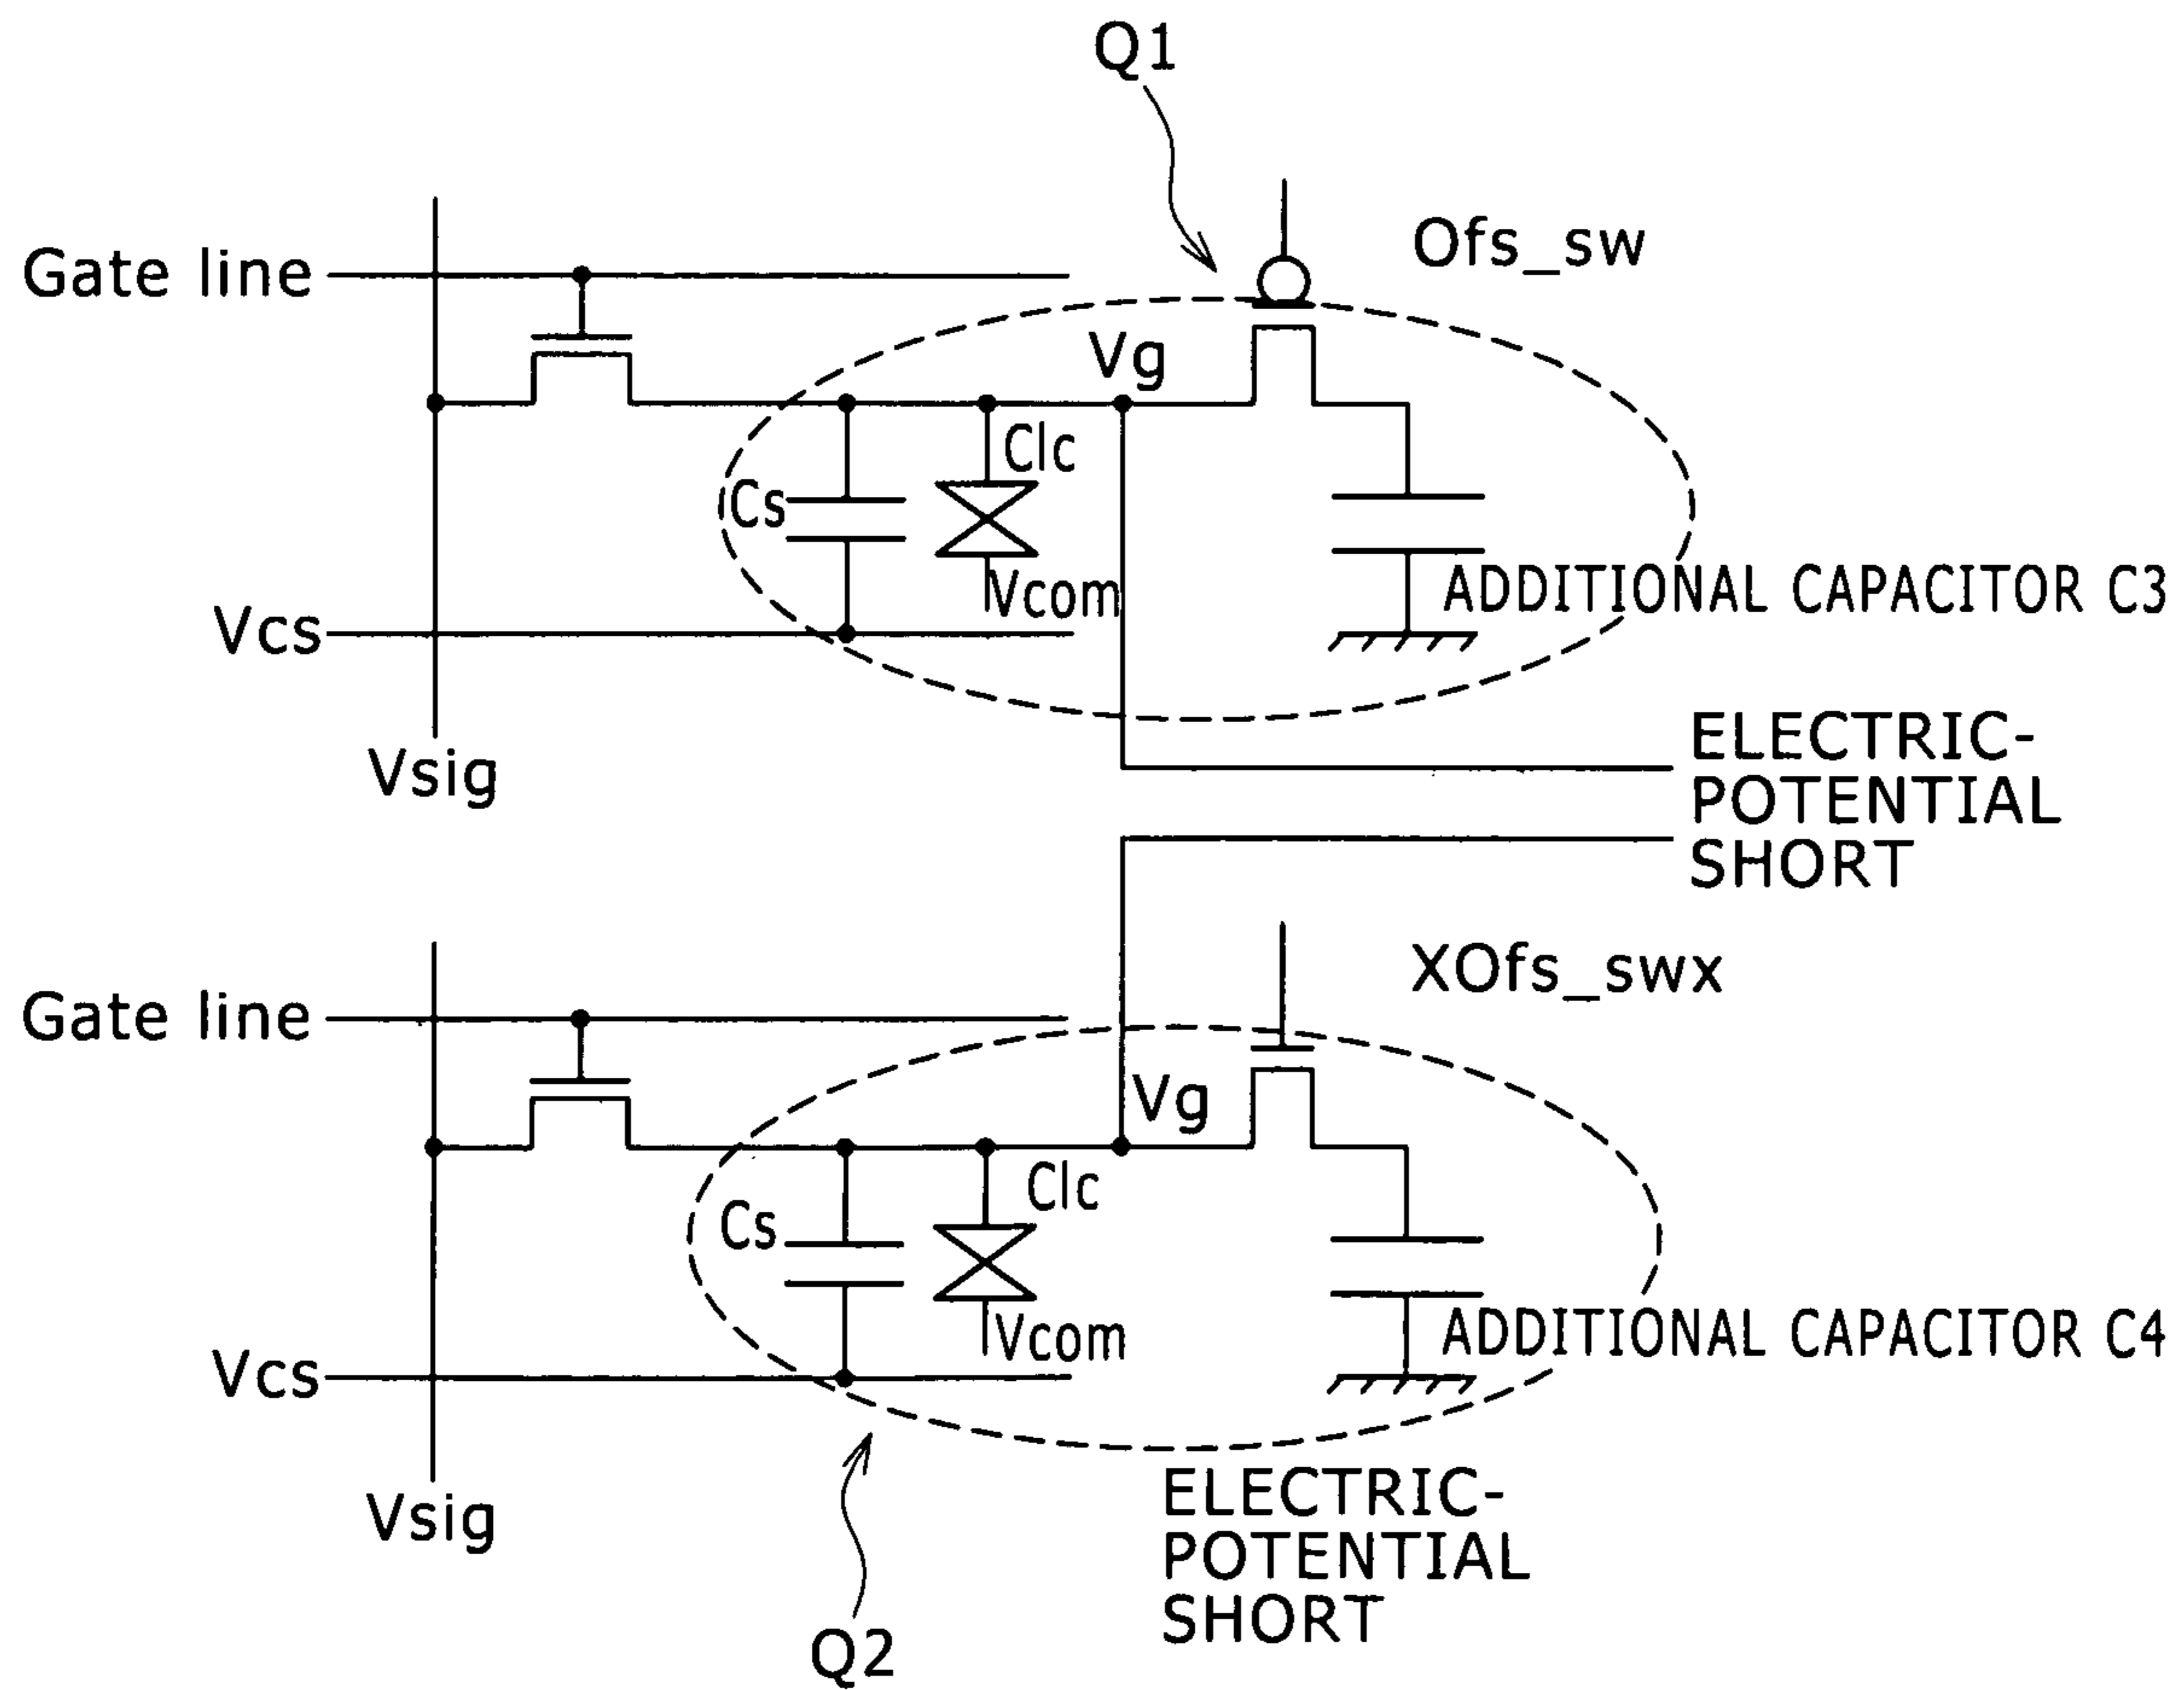 Q1
Ofs_sw
Gate line
Vg
Clc
Cs
Vcom
ADDITIONAL CAPACITOR C3
Vcs
ELECTRIC-
POTENTIAL
SHORT
Vsig
XOfs_swx
Gate line
Vg
Clc
Cs
Vcom
ADDITIONAL CAPACITOR C4
Vcs
Vsig
ELECTRIC-
POTENTIAL
SHORT
Q2